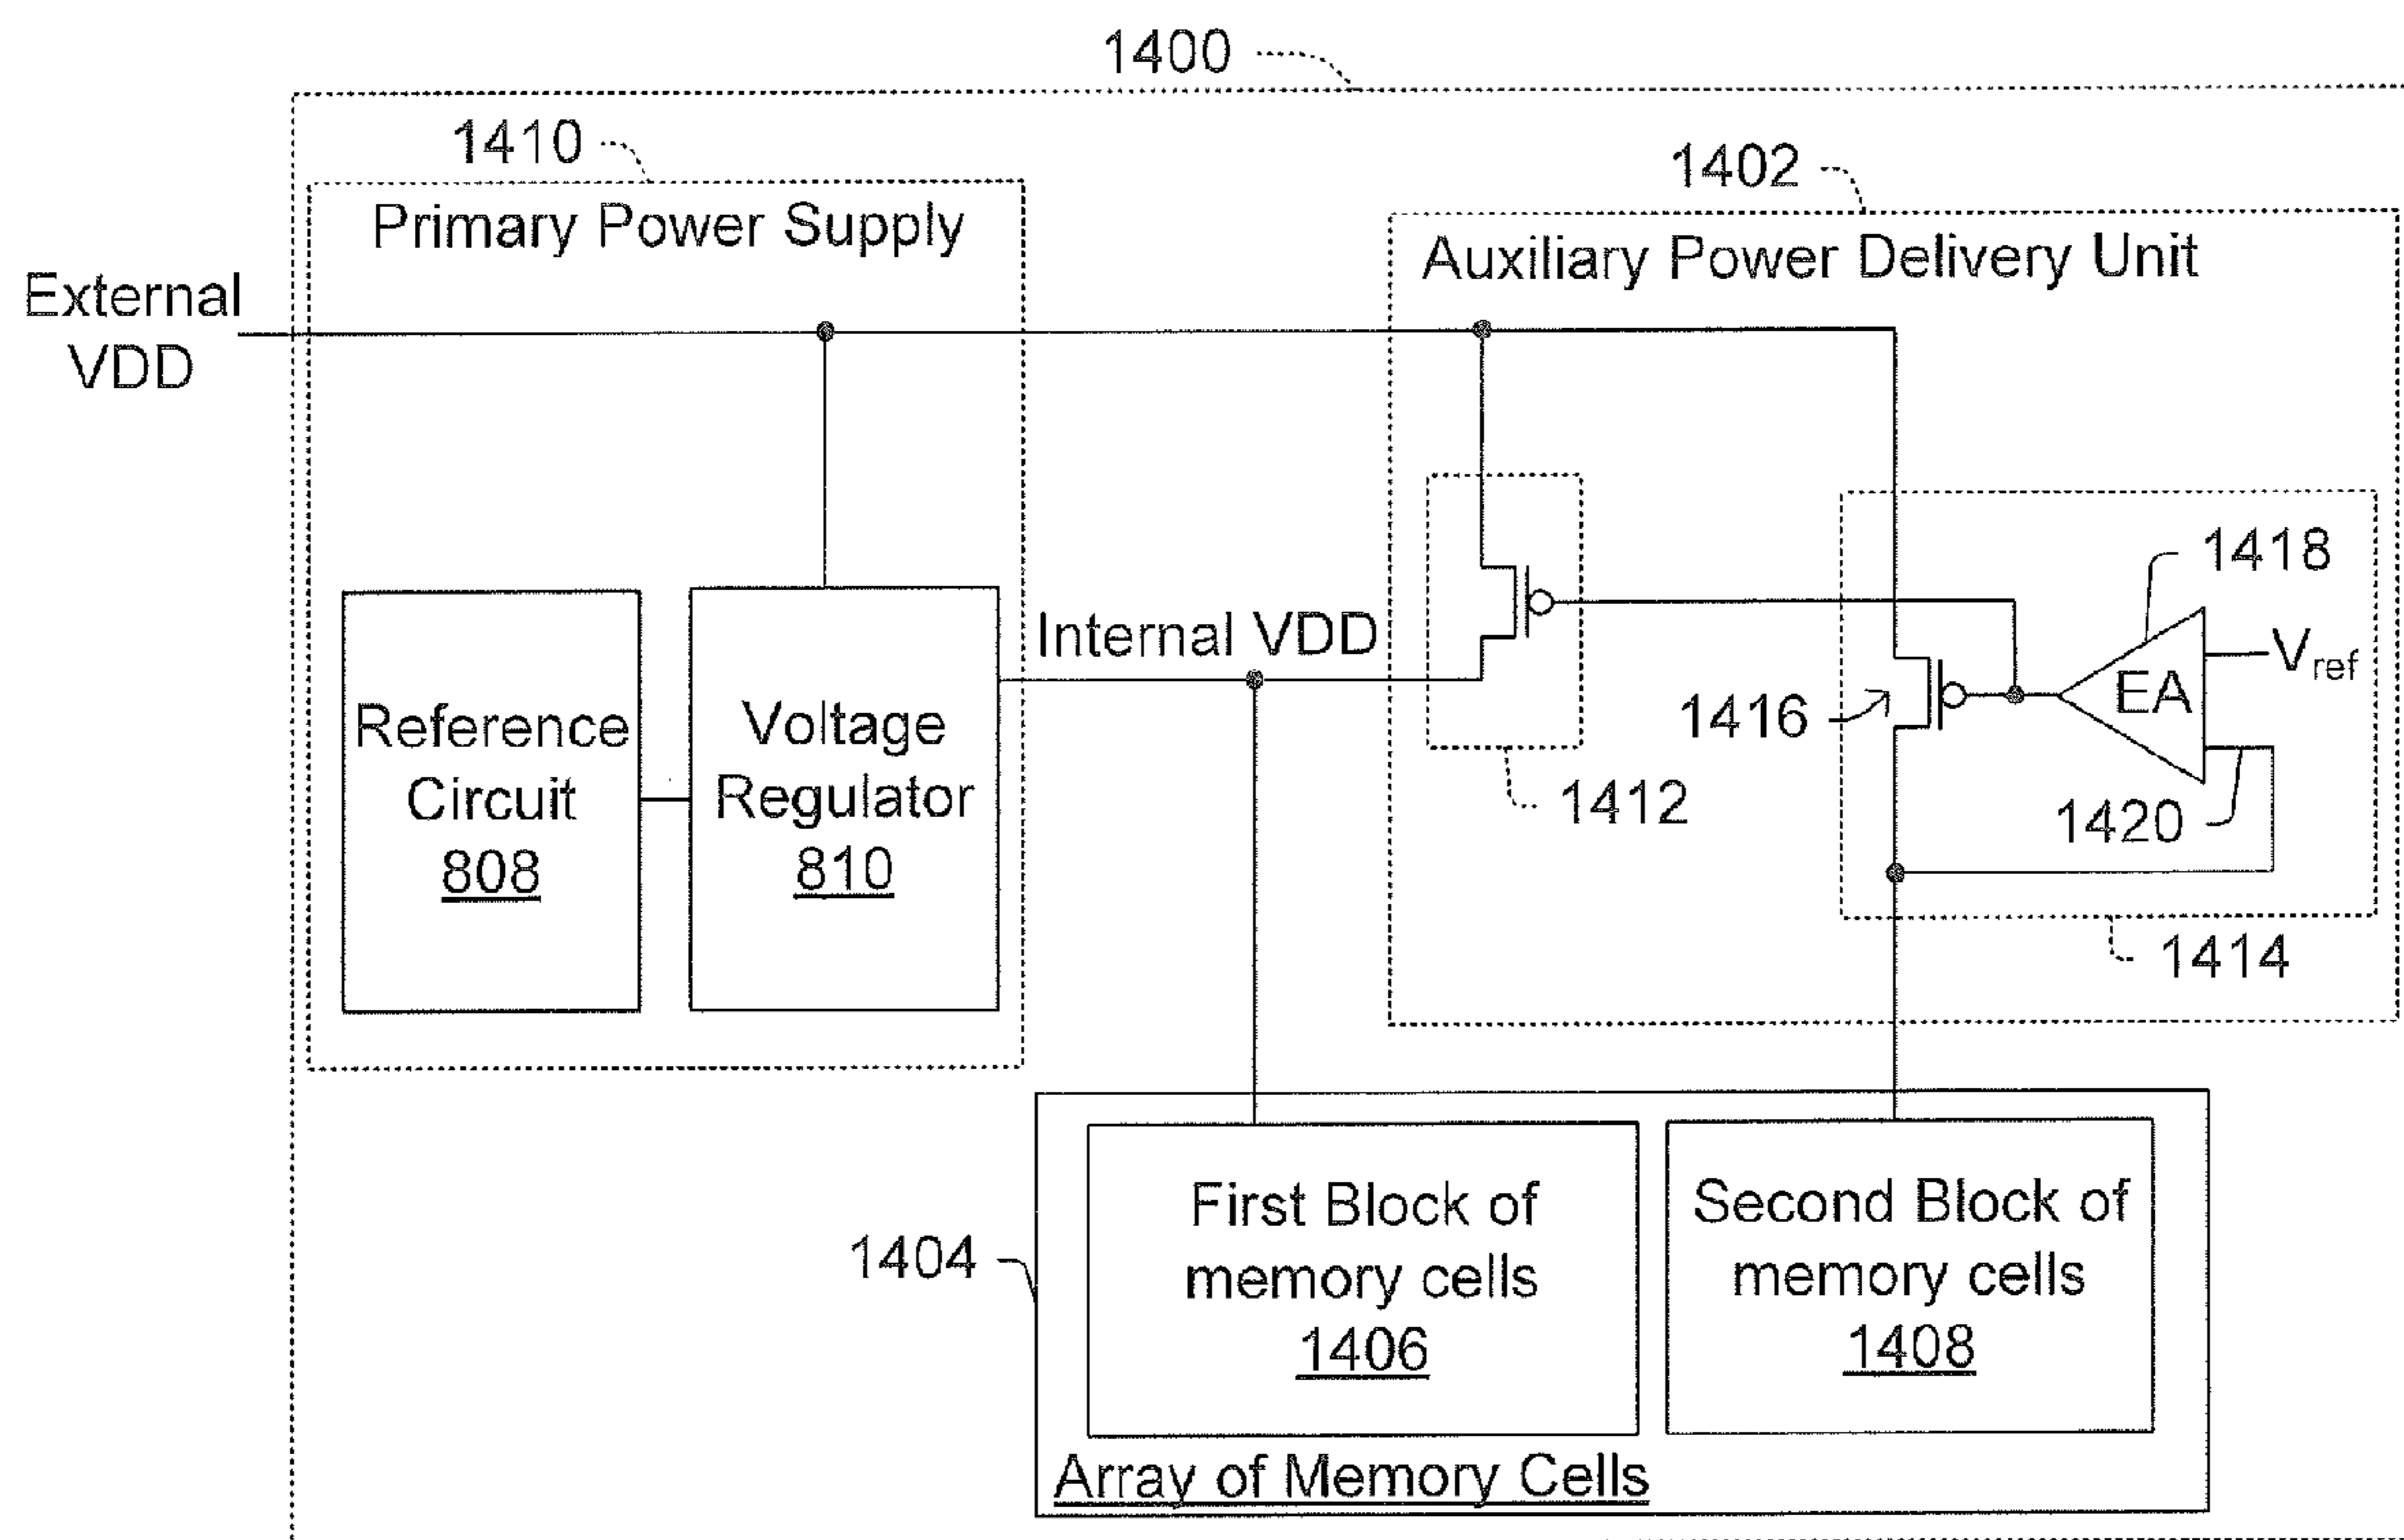 1400
1410
Primary Power Supply
1402
Auxiliary Power Delivery Unit
External
VDD
Internal VDD
Reference
Circuit
808
Voltage
Regulator
810
1412
1416
1418
EA
Vref
1420
1414
1404
First Block of
memory cells
1406
Second Block of
memory cells
1408
Array of Memory Cells